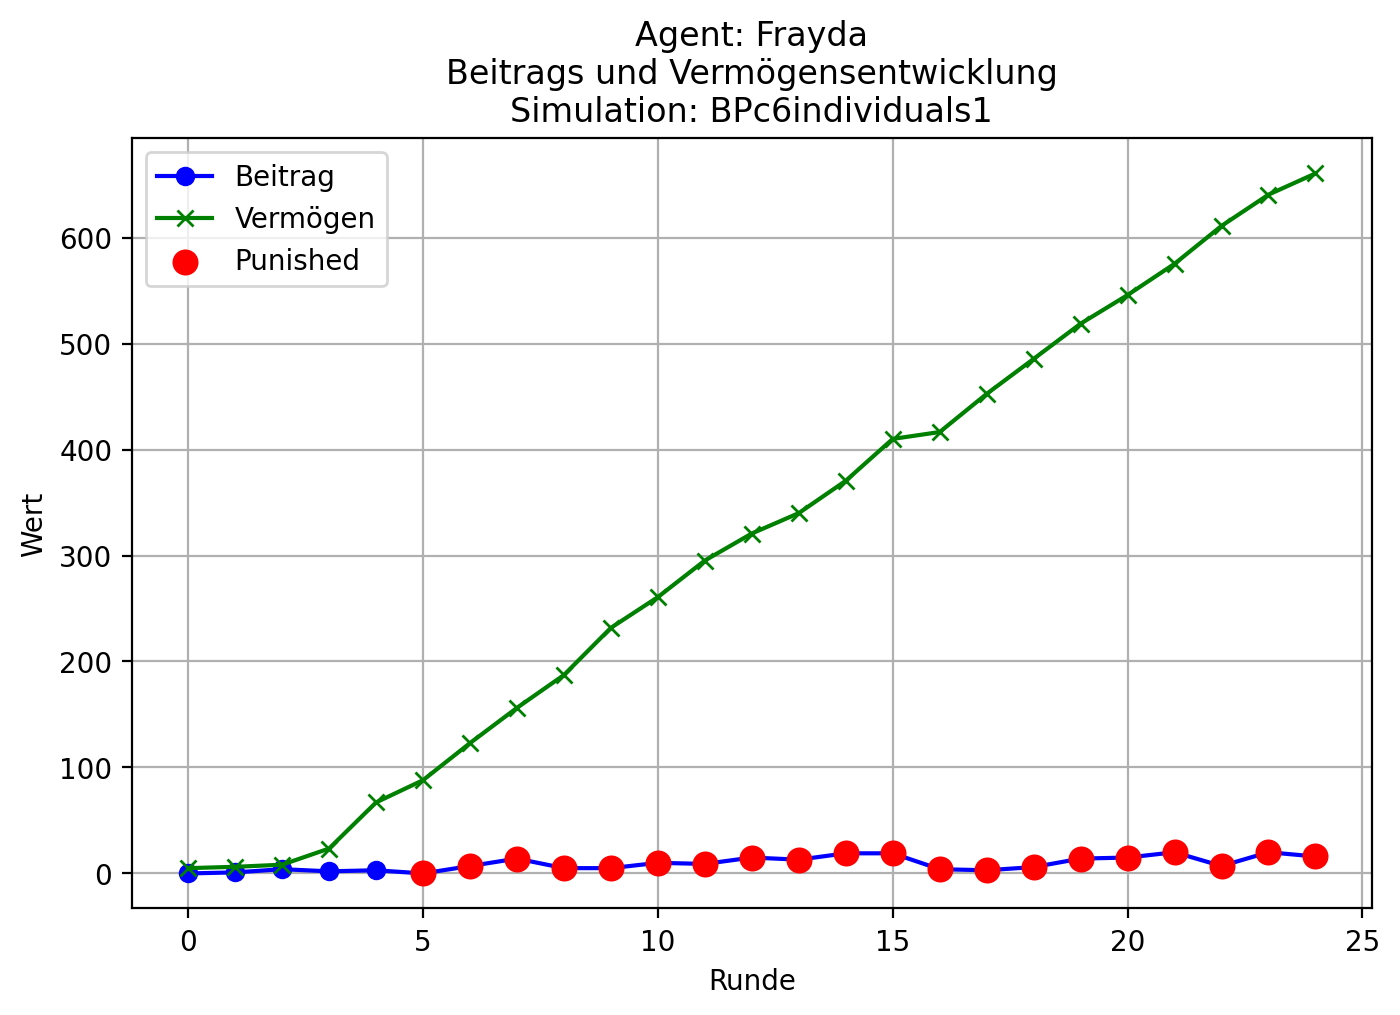 Agent: Frayda
Beitrags und Vermögensentwicklung
Simulation: BPc6individuals1
Beitrag
Vermögen
Punished
600
500
400
300
200
100
0
Wert
0 5 10 15 20 25
Runde